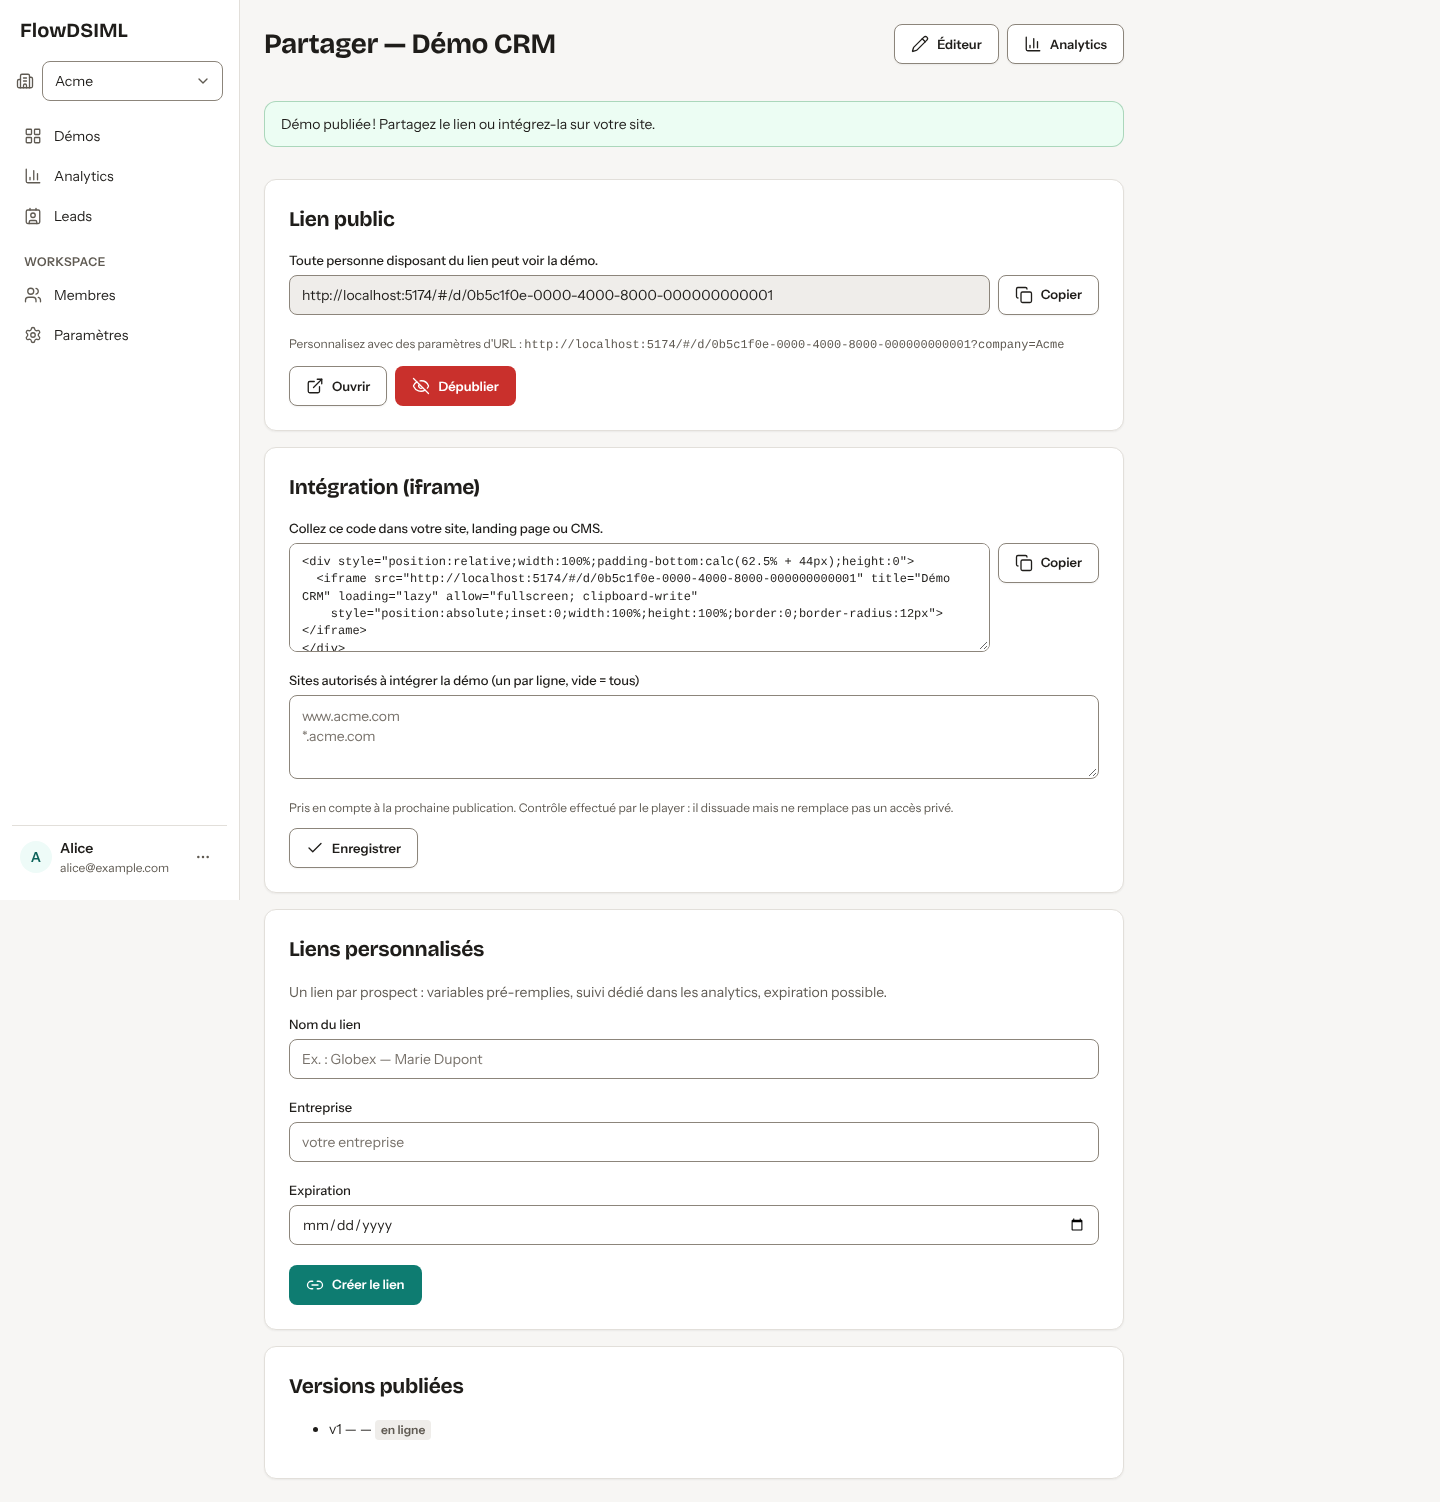 FlowDSIML
Acme
Démos
Analytics
Leads
WORKSPACE
Membres
Paramètres
A
Alice
alice@example.com
Partager — Démo CRM
Éditeur
Analytics
Démo publiée ! Partagez le lien ou intégrez-la sur votre site.
Lien public
Toute personne disposant du lien peut voir la démo.
http://localhost:5174/#/d/0b5c1f0e-0000-4000-8000-000000000001
Copier
Personnalisez avec des paramètres d'URL : http://localhost:5174/#/d/0b5c1f0e-0000-4000-8000-000000000001?company=Acme
Ouvrir
Dépublier
Intégration (iframe)
Collez ce code dans votre site, landing page ou CMS.
<div style="position:relative;width:100%;padding-bottom:calc(62.5% + 44px);height:0">
<iframe src="http://localhost:5174/#/d/0b5c1f0e-0000-4000-8000-000000000001" title="Démo
CRM" loading="lazy" allow="fullscreen; clipboard-write"
style="position:absolute;inset:0;width:100%;height:100%;border:0;border-radius:12px">
</iframe>
</div>
Copier
Sites autorisés à intégrer la démo (un par ligne, vide = tous)
www.acme.com
*.acme.com
Pris en compte à la prochaine publication. Contrôle effectué par le player : il dissuade mais ne remplace pas un accès privé.
Enregistrer
Liens personnalisés
Un lien par prospect : variables pré-remplies, suivi dédié dans les analytics, expiration possible.
Nom du lien
Ex. : Globex — Marie Dupont
Entreprise
votre entreprise
Expiration
mm/dd/yyyy
Créer le lien
Versions publiées
v1 — — en ligne